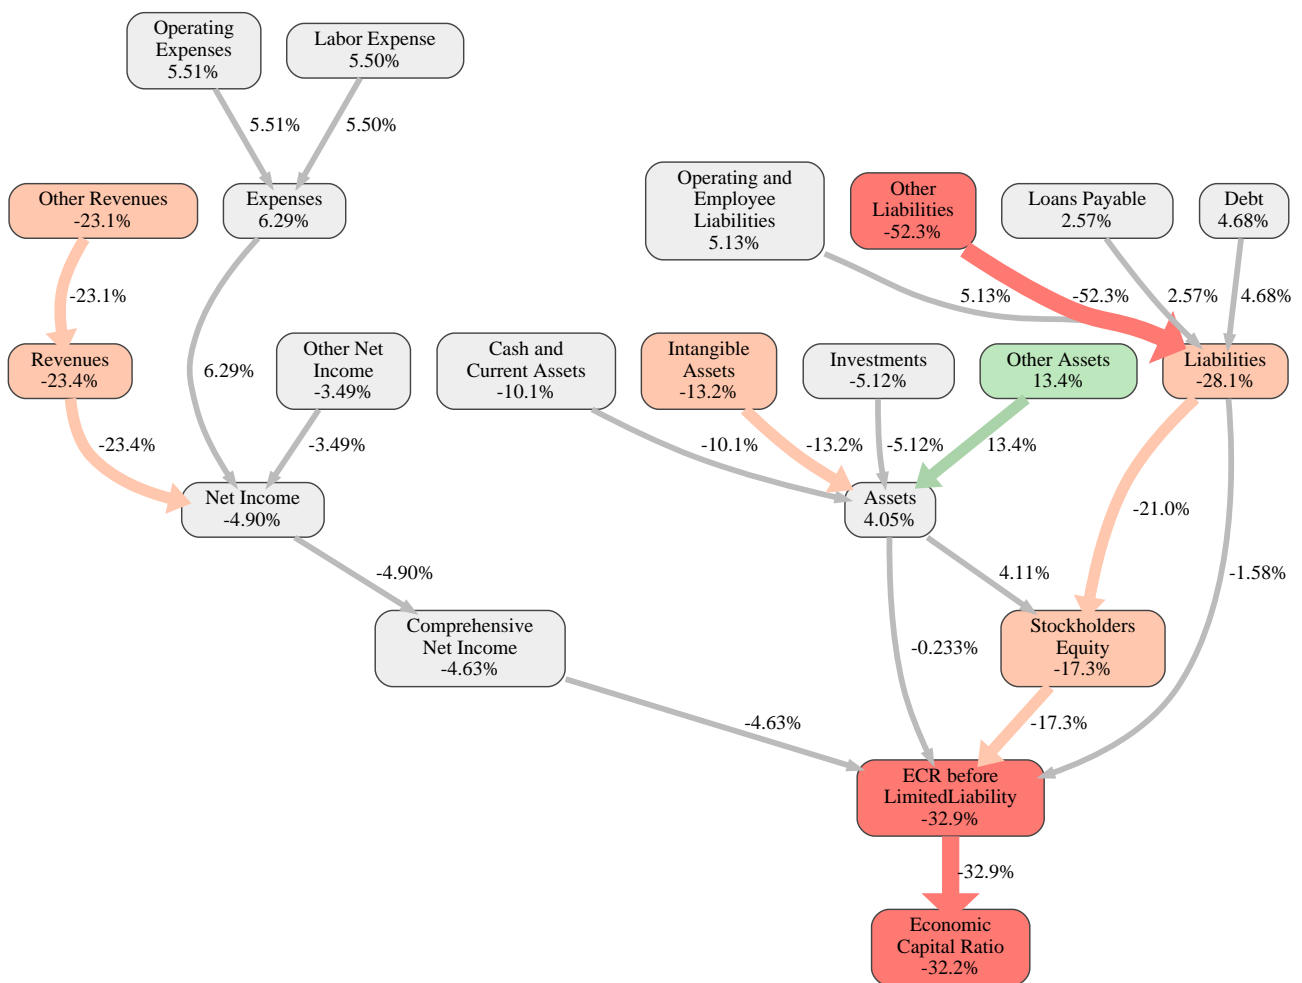 Operating
Expenses
5.51%
Labor Expense
5.50%
5.51%
5.50%
Other Revenues
-23.1%
Expenses
6.29%
Operating and
Employee
Liabilities
5.13%
Other
Liabilities
-52.3%
Loans Payable
2.57%
Debt
4.68%
-23.1%
5.13%
-52.3%
2.57%
4.68%
Revenues
-23.4%
6.29%
Other Net
Income
-3.49%
Cash and
Current Assets
-10.1%
Intangible
Assets
-13.2%
Investments
-5.12%
Other Assets
13.4%
Liabilities
-28.1%
-23.4%
-3.49%
-10.1%
-13.2%
-5.12%
13.4%
Net Income
-4.90%
Assets
4.05%
-21.0%
-4.90%
4.11%
-1.58%
Comprehensive
Net Income
-4.63%
-0.233%
Stockholders
Equity
-17.3%
-4.63%
-17.3%
ECR before
LimitedLiability
-32.9%
-32.9%
Economic
Capital Ratio
-32.2%